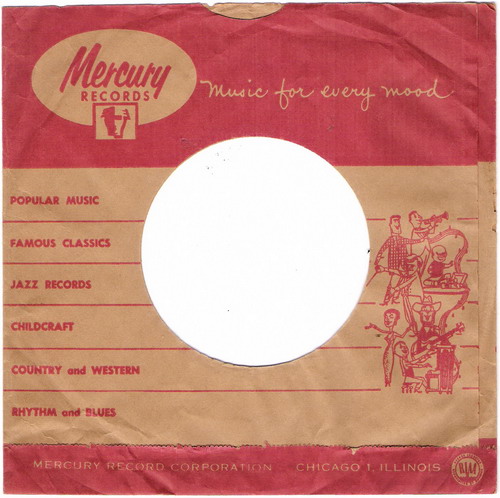 Mercury
RECORDS
Music for every mood
POPULAR MUSIC
FAMOUS CLASSICS
JAZZ RECORDS
CHILDCRAFT
COUNTRY and WESTERN
RHYTHM and BLUES
MERCURY RECORD CORPORATION CHICAGO 1, ILLINOIS